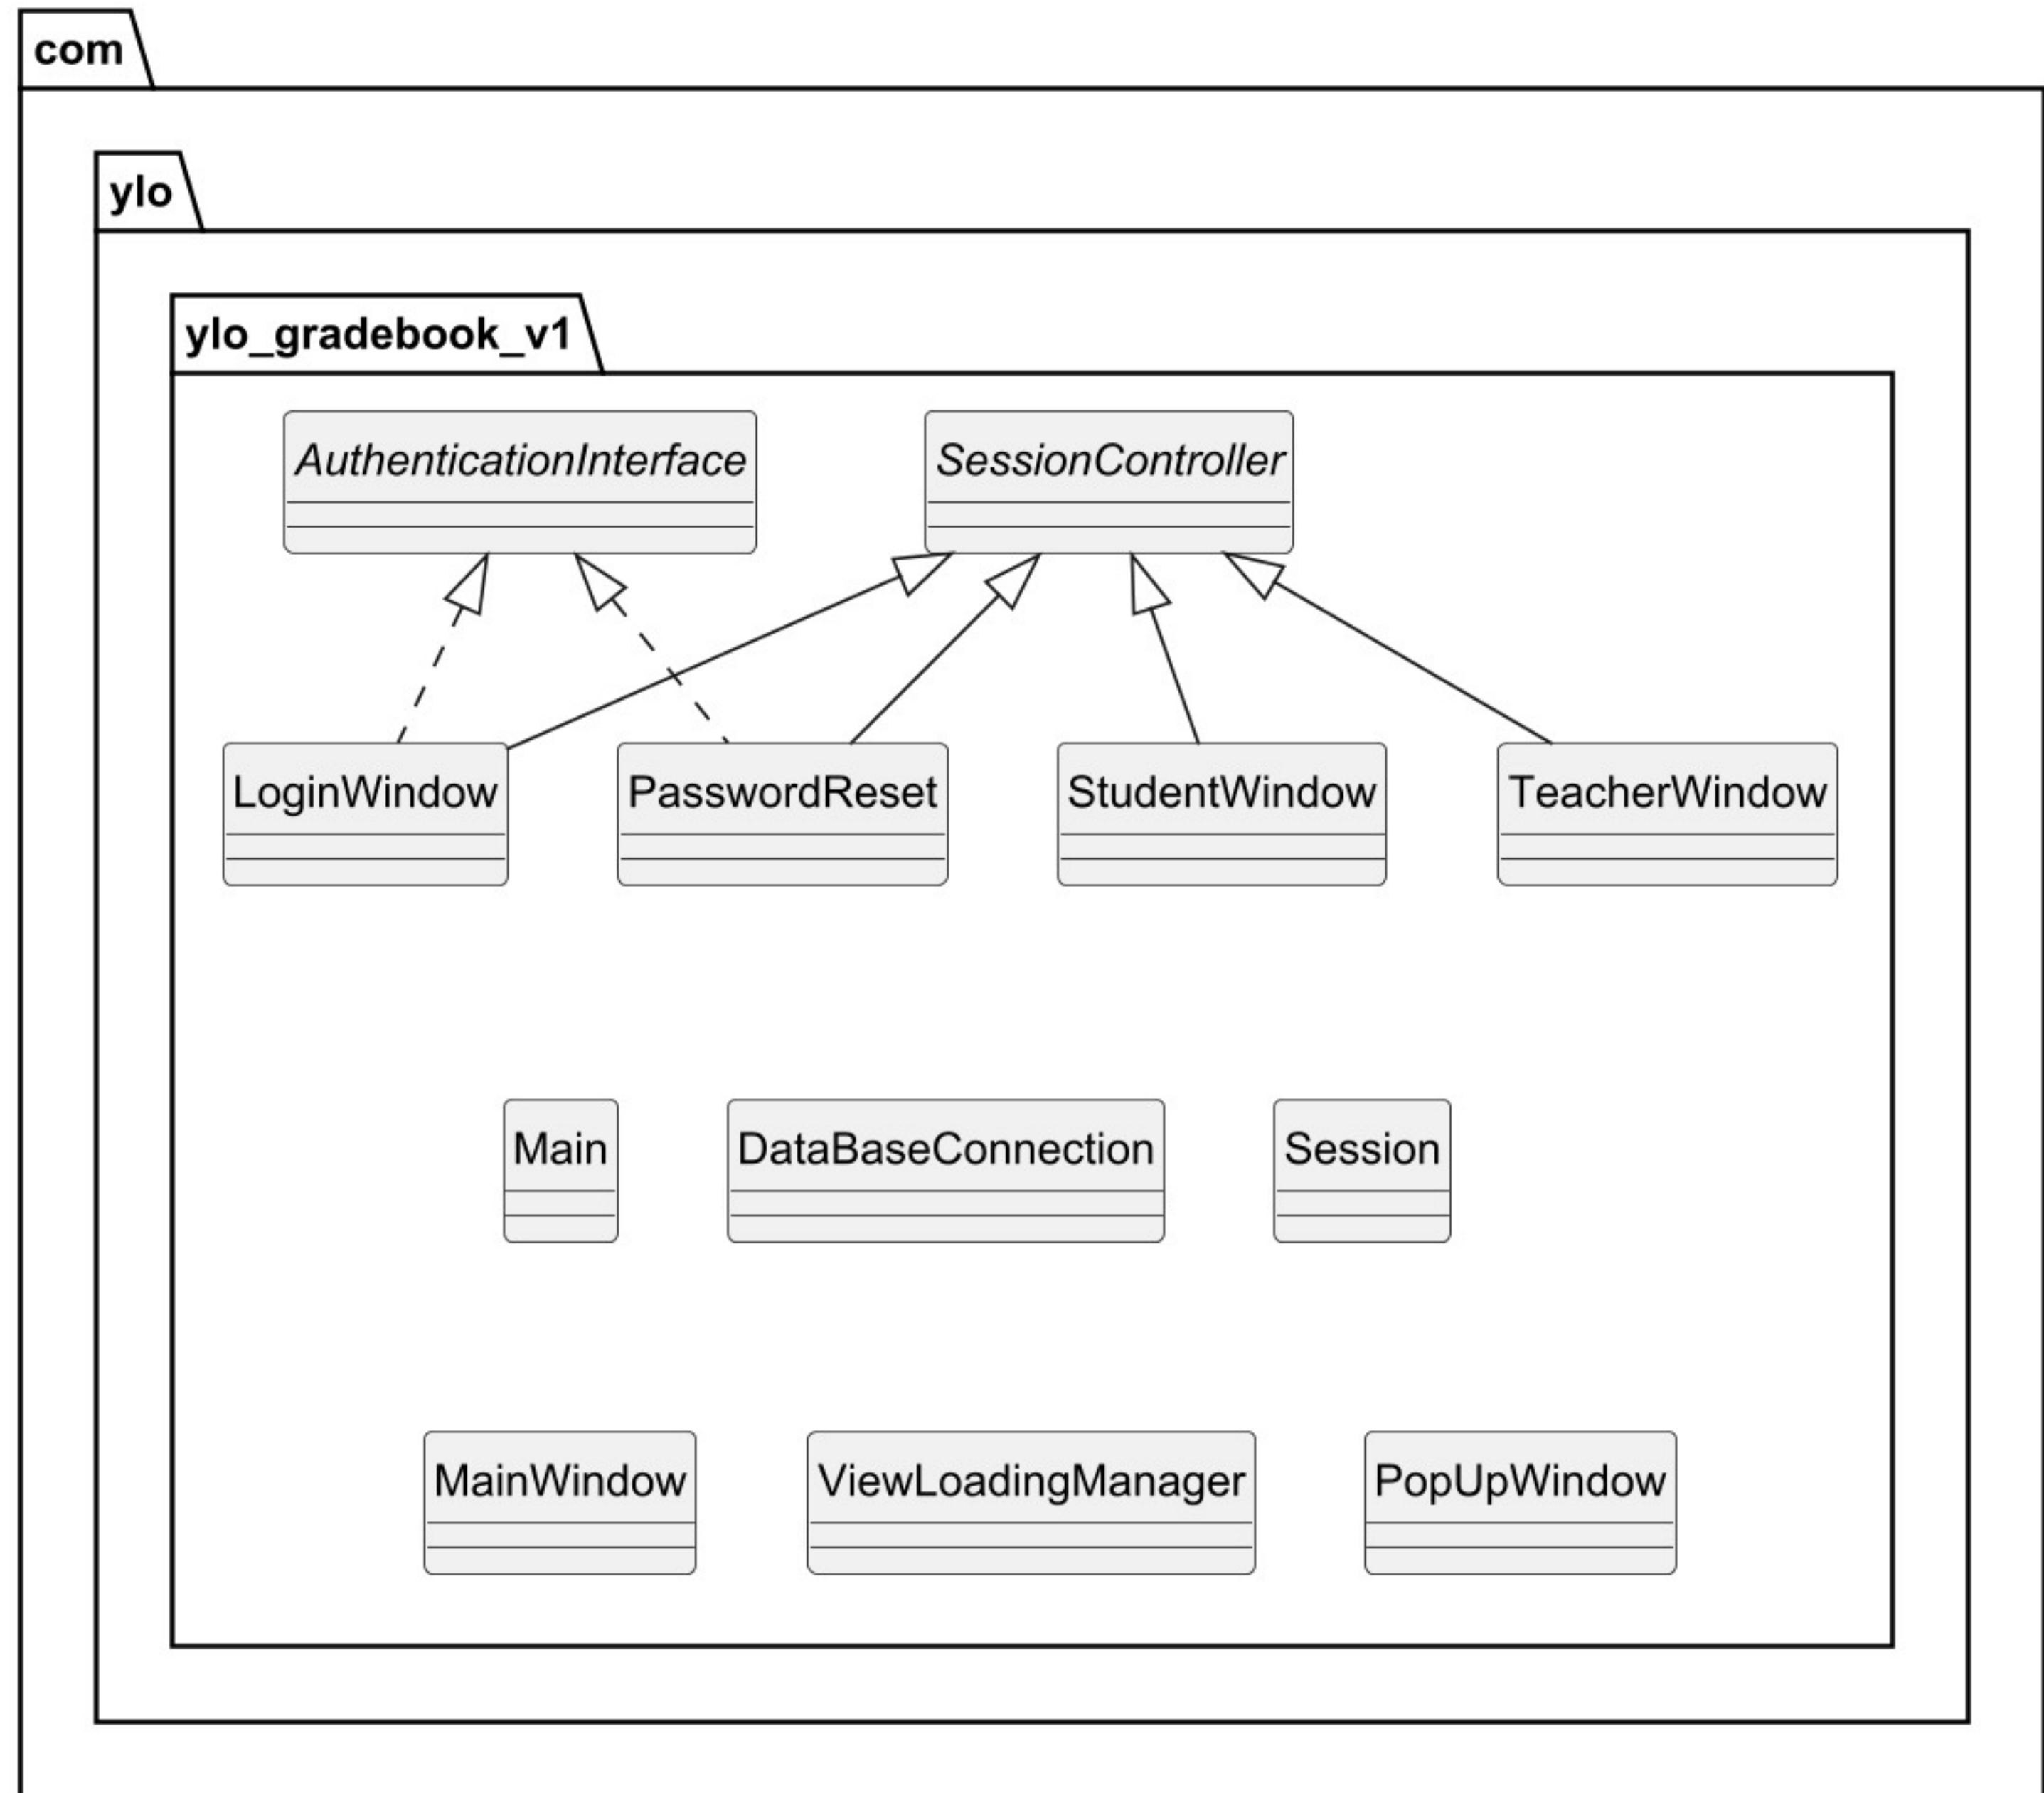 com
ylo
ylo_gradebook_v1
AuthenticationInterface
SessionController
LoginWindow
PasswordReset
StudentWindow
TeacherWindow
Main
DataBaseConnection
Session
MainWindow
ViewLoadingManager
PopUpWindow